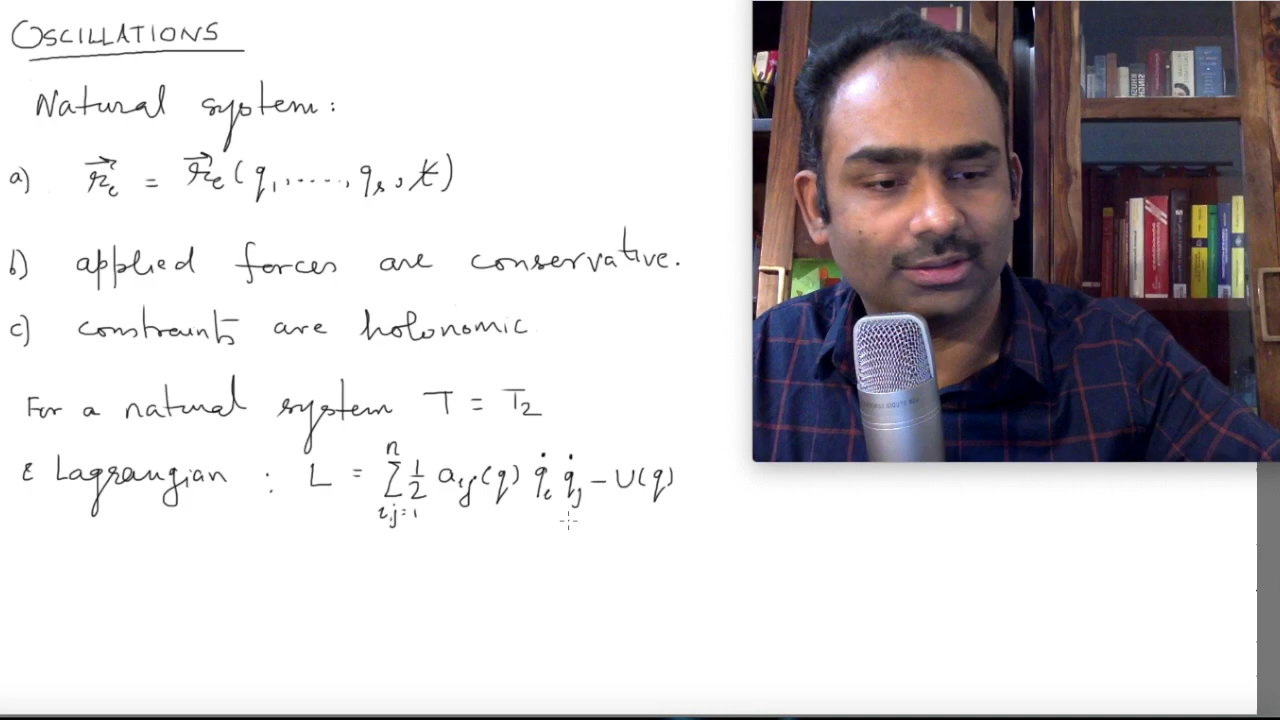 OSCILLATIONS
Natural system:
a) r⃗ᵢ = r⃗ᵢ(q₁, ....., qₛ, t)
b) applied forces are conservative.
c) constraints are holonomic
For a natural system T = T₂
& Lagrangian : L = ∑ⁿᵢ,ⱼ₌₁ ½ aᵢⱼ(q) q̇ᵢ q̇ⱼ − U(q)